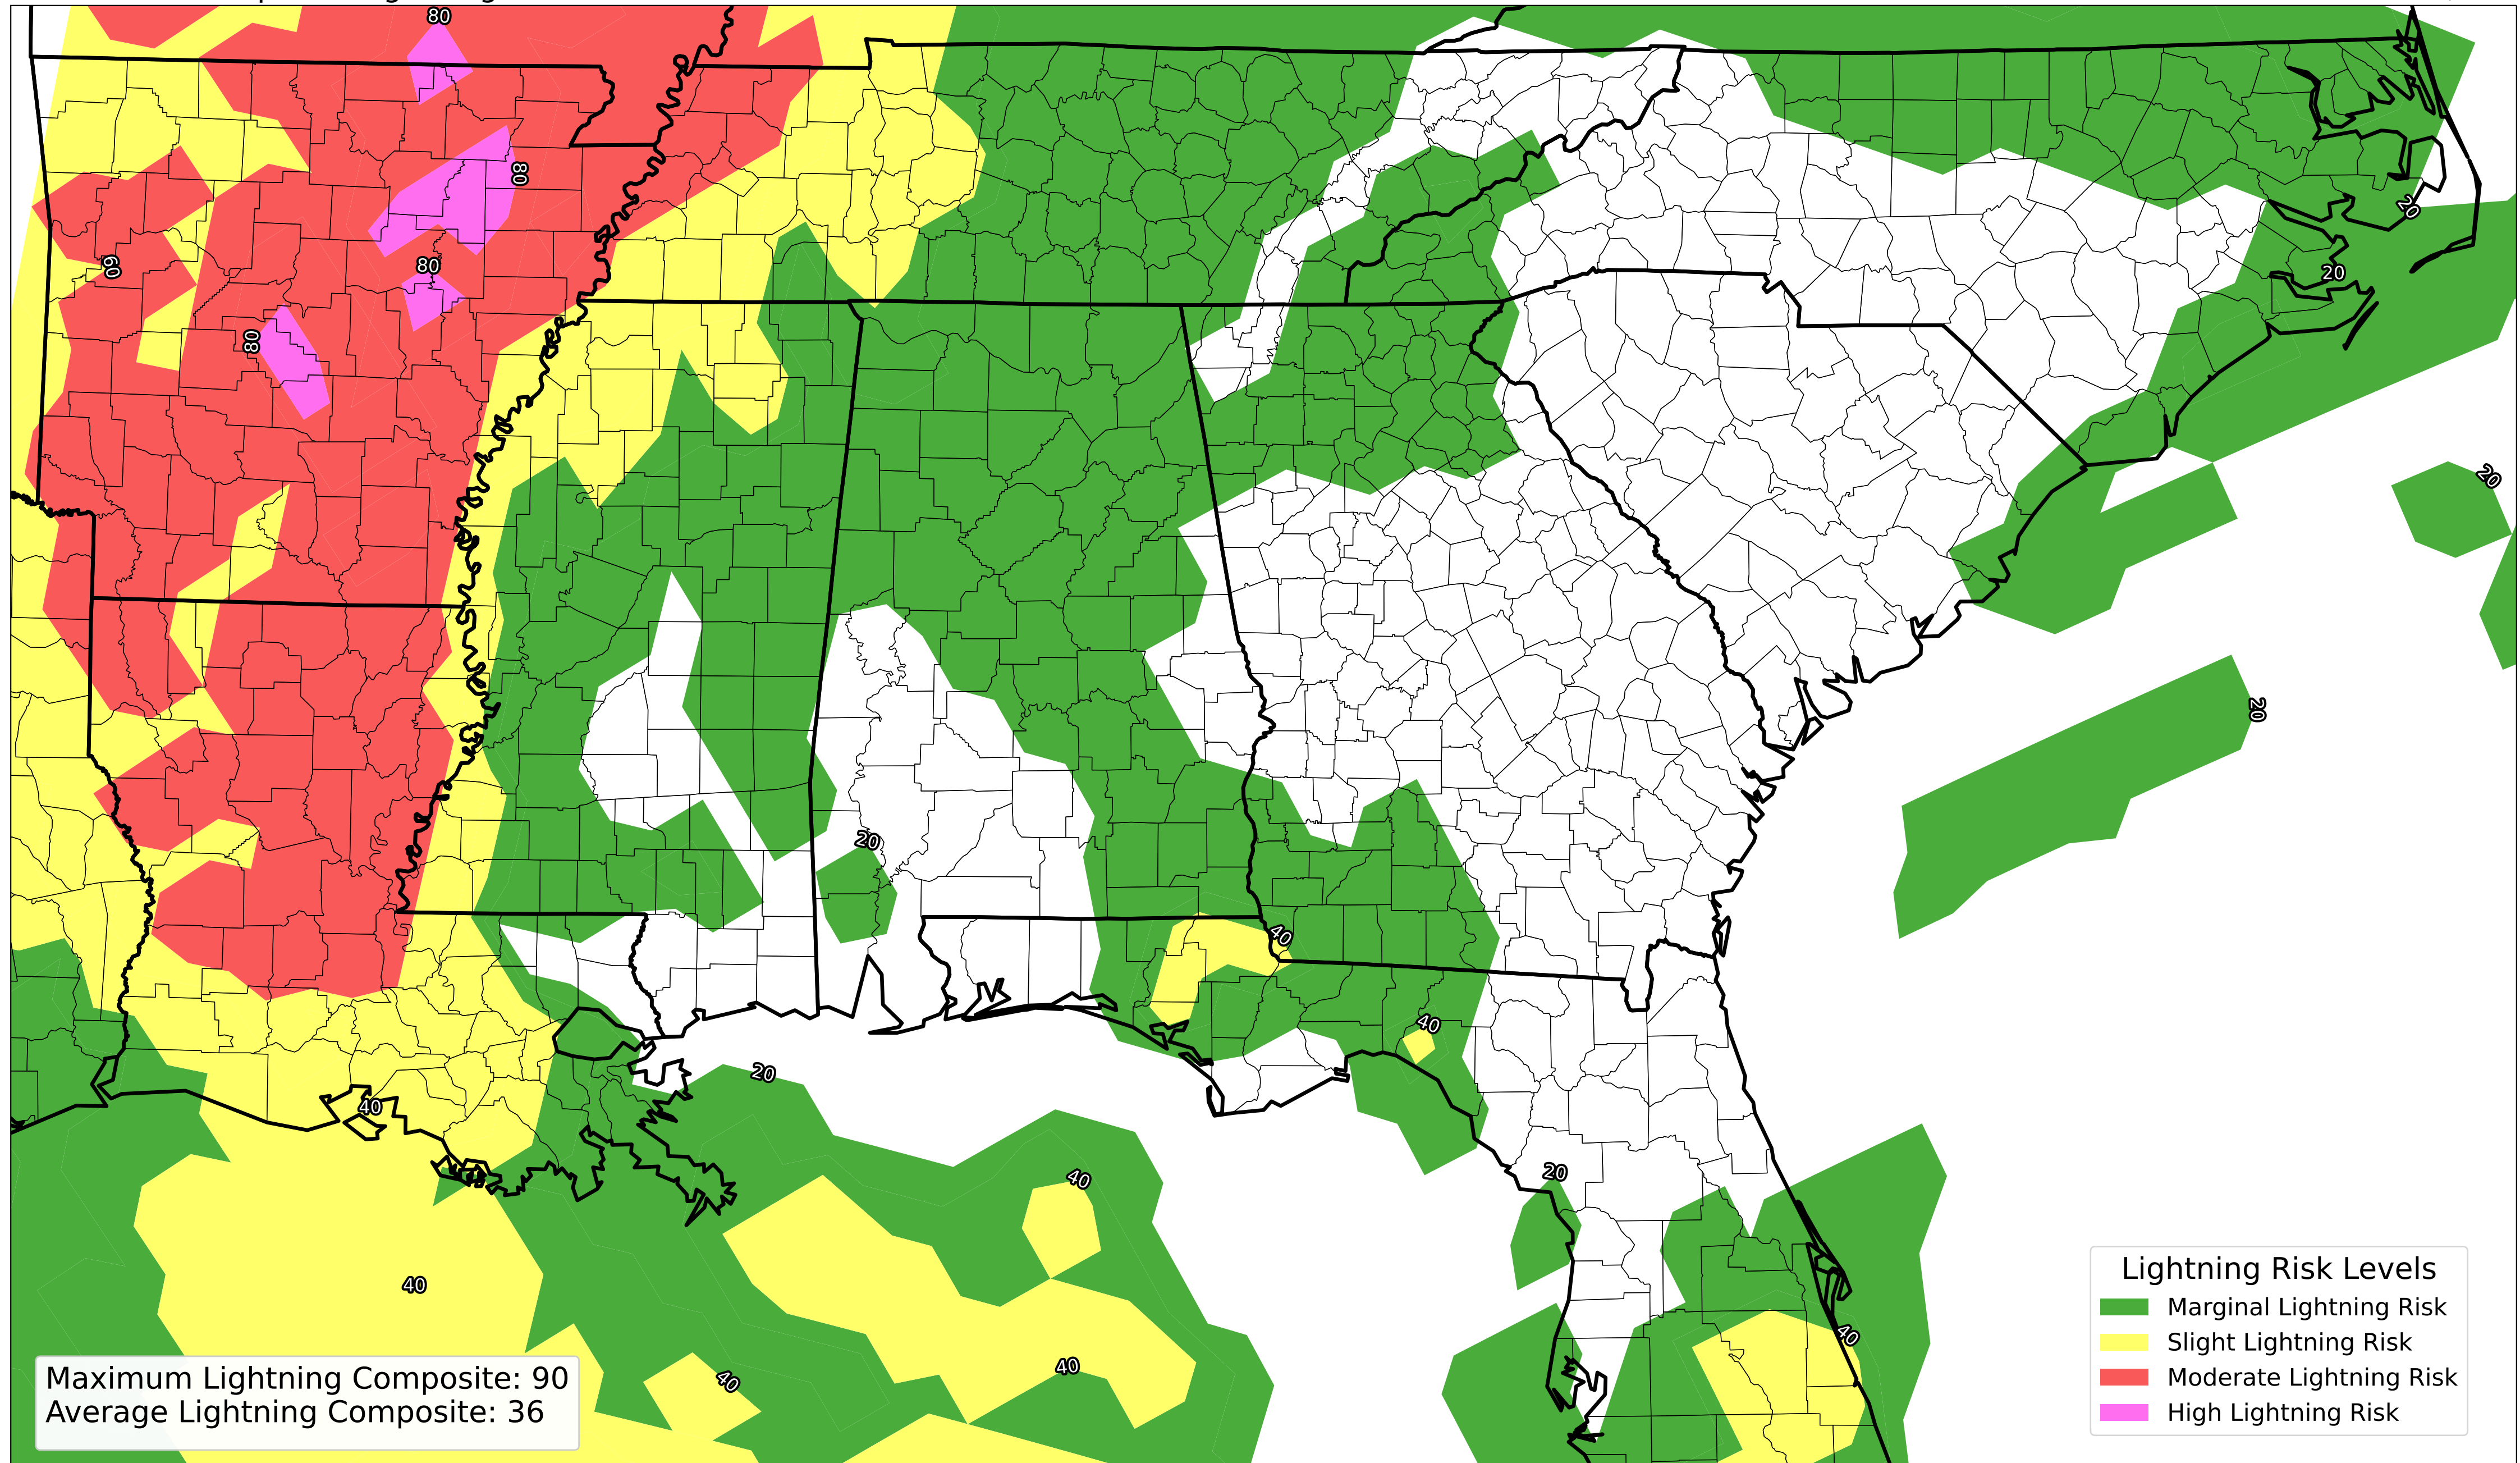 80
80
60
80
80
20
20
20
20
20
40
40
20
40
20
40
40
40
40
40
Lightning Risk Levels
Marginal Lightning Risk
Slight Lightning Risk
Moderate Lightning Risk
High Lightning Risk
Maximum Lightning Composite: 90
Average Lightning Composite: 36